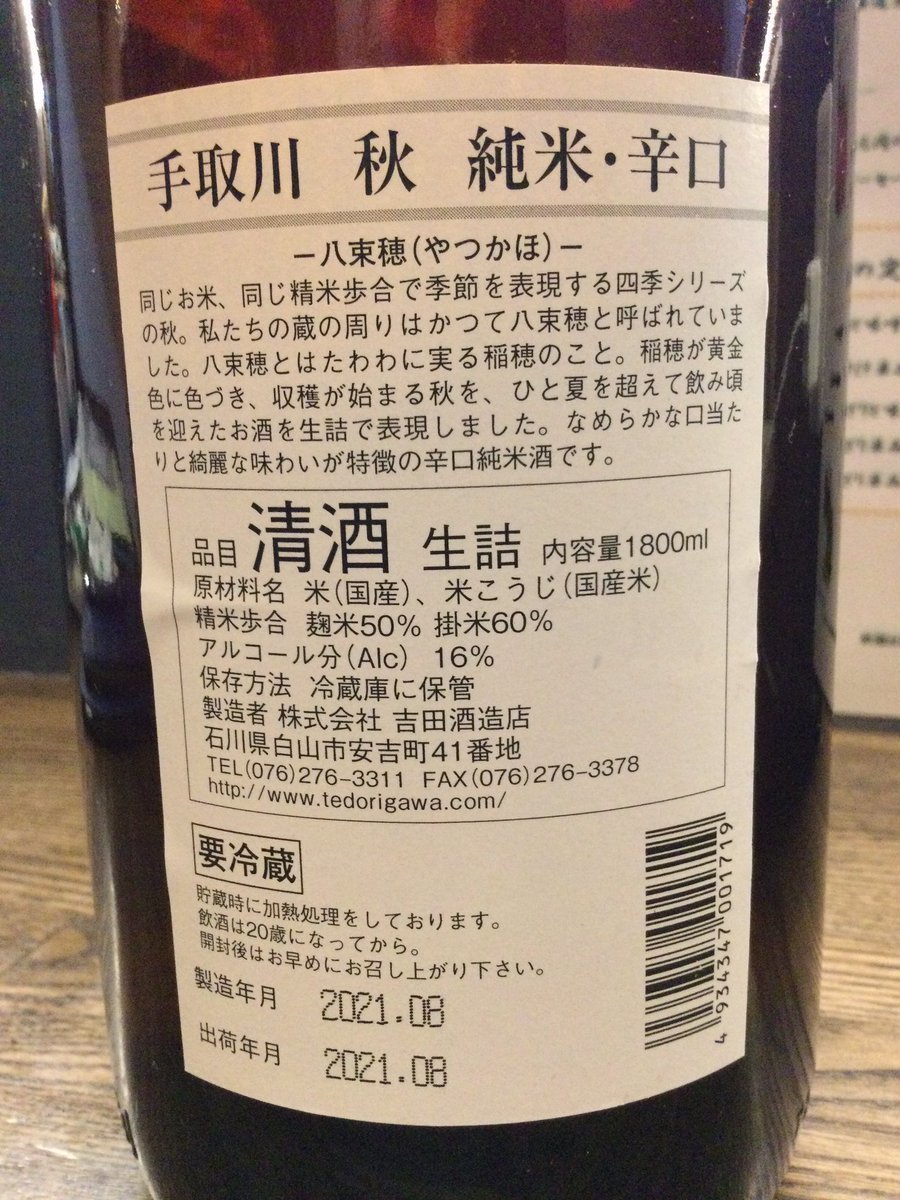 手取川 秋 純米・辛口
－八束穂（やつかほ）－
同じお米、同じ精米歩合で季節を表現する四季シリーズ
の秋。私たちの蔵の周りはかつて八束穂と呼ばれていま
した。八束穂とはたわわに実る稲穂のこと。稲穂が黄金
色に色づき、収穫が始まる秋を、ひと夏を超えて飲み頃
を迎えたお酒を生詰で表現しました。なめらかな口当た
りと綺麗な味わいが特徴の辛口純米酒です。
品目 清酒 生詰 内容量1800ml
原材料名 米（国産）、米こうじ（国産米）
精米歩合 麹米50% 掛米60%
アルコール分（Alc） 16%
保存方法 冷蔵庫に保管
製造者 株式会社 吉田酒造店
石川県白山市安吉町41番地
TEL(076)276-3311 FAX(076)276-3378
http://www.tedorigawa.com/
要冷蔵
貯蔵時に加熱処理をしております。
飲酒は20歳になってから。
開封後はお早めにお召し上がり下さい。
製造年月 2021.08
出荷年月 2021.08
4934347001719